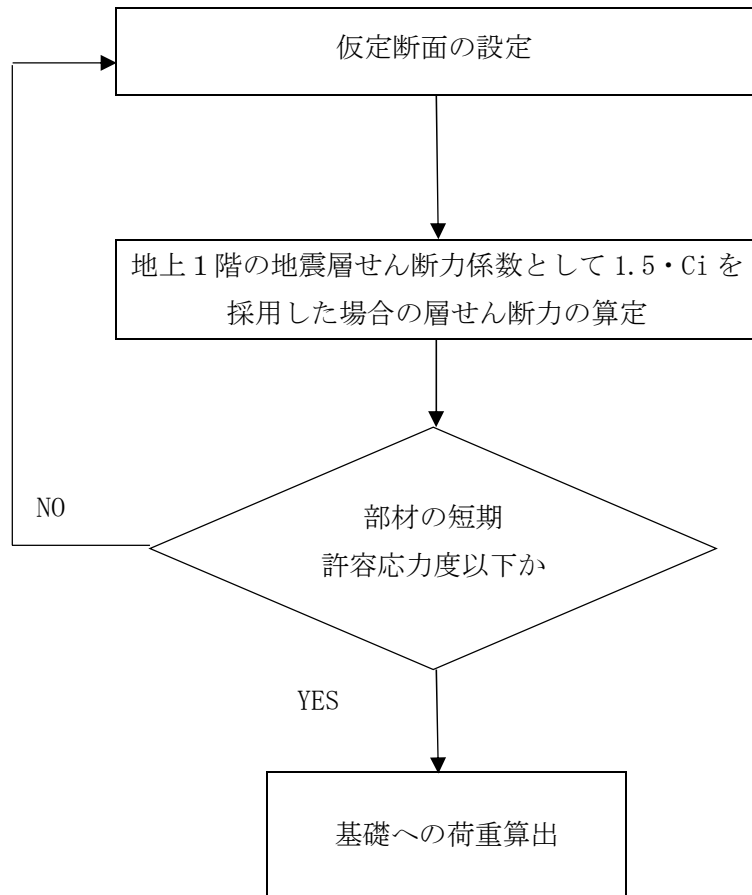 仮定断面の設定
地上１階の地震層せん断力係数として 1.5・Ci を
採用した場合の層せん断力の算定
NO
部材の短期
許容応力度以下か
YES
基礎への荷重算出